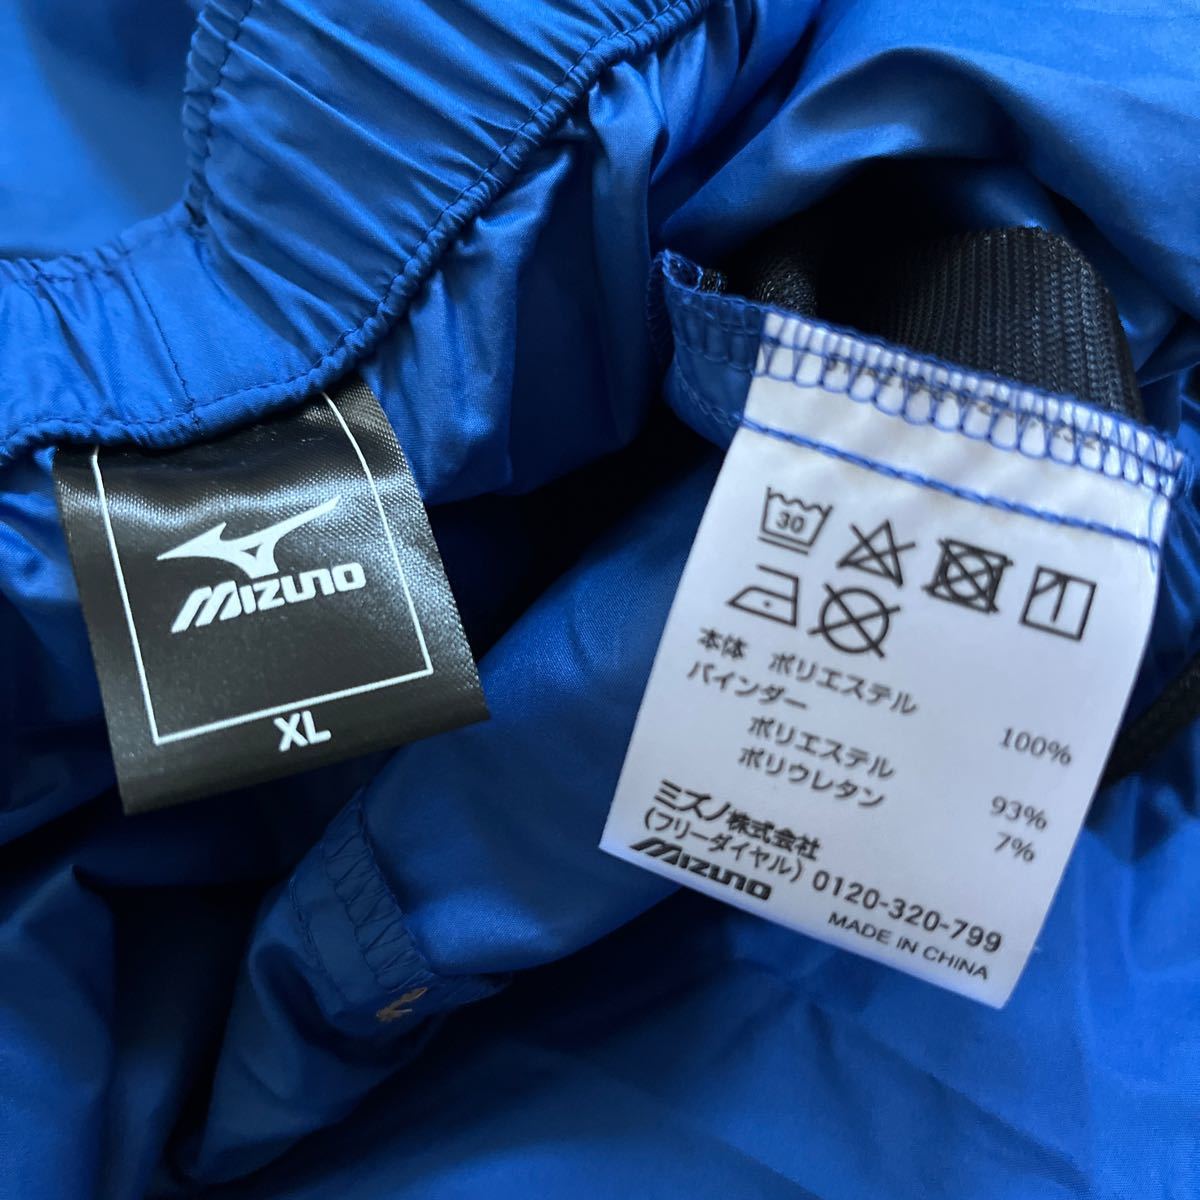 MIZUNO
XL
30
本体 ポリエステル 100%
バインダー
ポリエステル 93%
ポリウレタン 7%
ミズノ株式会社
(フリーダイヤル) 0120-320-799
MIZUNO
MADE IN CHINA